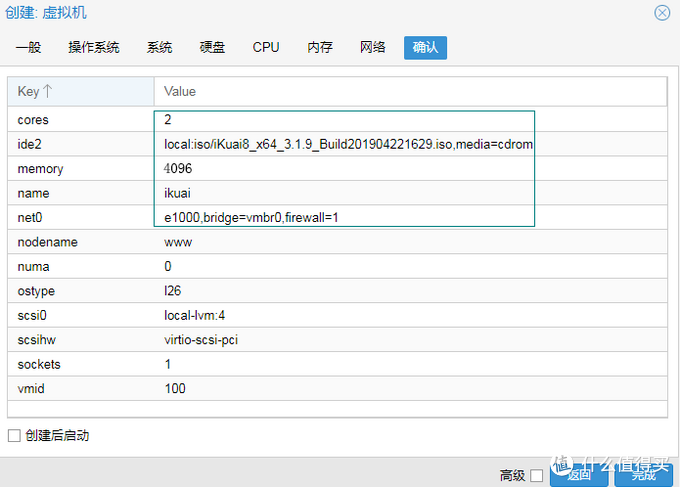 创建: 虚拟机
一般 操作系统 系统 硬盘 CPU 内存 网络 确认
Key Value
cores 2
ide2 local:iso/iKuai8_x64_3.1.9_Build201904221629.iso,media=cdrom
memory 4096
name ikuai
net0 e1000,bridge=vmbr0,firewall=1
nodename www
numa 0
ostype l26
scsi0 local-lvm:4
scsihw virtio-scsi-pci
sockets 1
vmid 100
创建后启动
高级 返回 完成
值 什么值得买